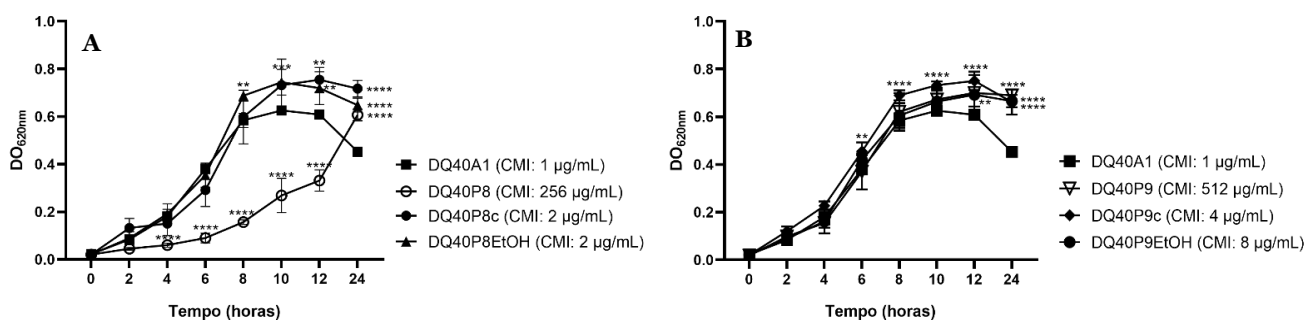 A
DO620nm
1.0
0.8
0.6
0.4
0.2
0.0
0 2 4 6 8 10 12 24
Tempo (horas)
**** **** **** **** **** ****
** *** ** **
****
****
****
DQ40A1 (CMI: 1 µg/mL)
DQ40P8 (CMI: 256 µg/mL)
DQ40P8c (CMI: 2 µg/mL)
DQ40P8EtOH (CMI: 2 µg/mL)
B
DO620nm
1.0
0.8
0.6
0.4
0.2
0.0
0 2 4 6 8 10 12 24
Tempo (horas)
** **** **** **** ****
**
****
****
DQ40A1 (CMI: 1 µg/mL)
DQ40P9 (CMI: 512 µg/mL)
DQ40P9c (CMI: 4 µg/mL)
DQ40P9EtOH (CMI: 8 µg/mL)